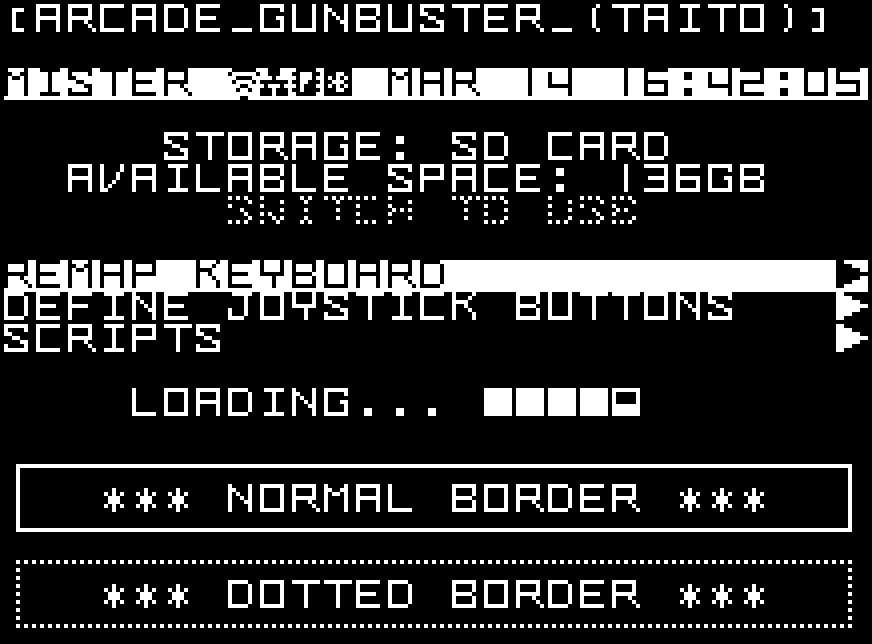 [ARCADE_GUNBUSTER_(TAITO)]
MISTER MAR 14 16:42:05
STORAGE: SD CARD
AVAILABLE SPACE: 136GB
SWITCH TO USB
REMAP KEYBOARD
DEFINE JOYSTICK BUTTONS
SCRIPTS
LOADING...
*** NORMAL BORDER ***
*** DOTTED BORDER ***